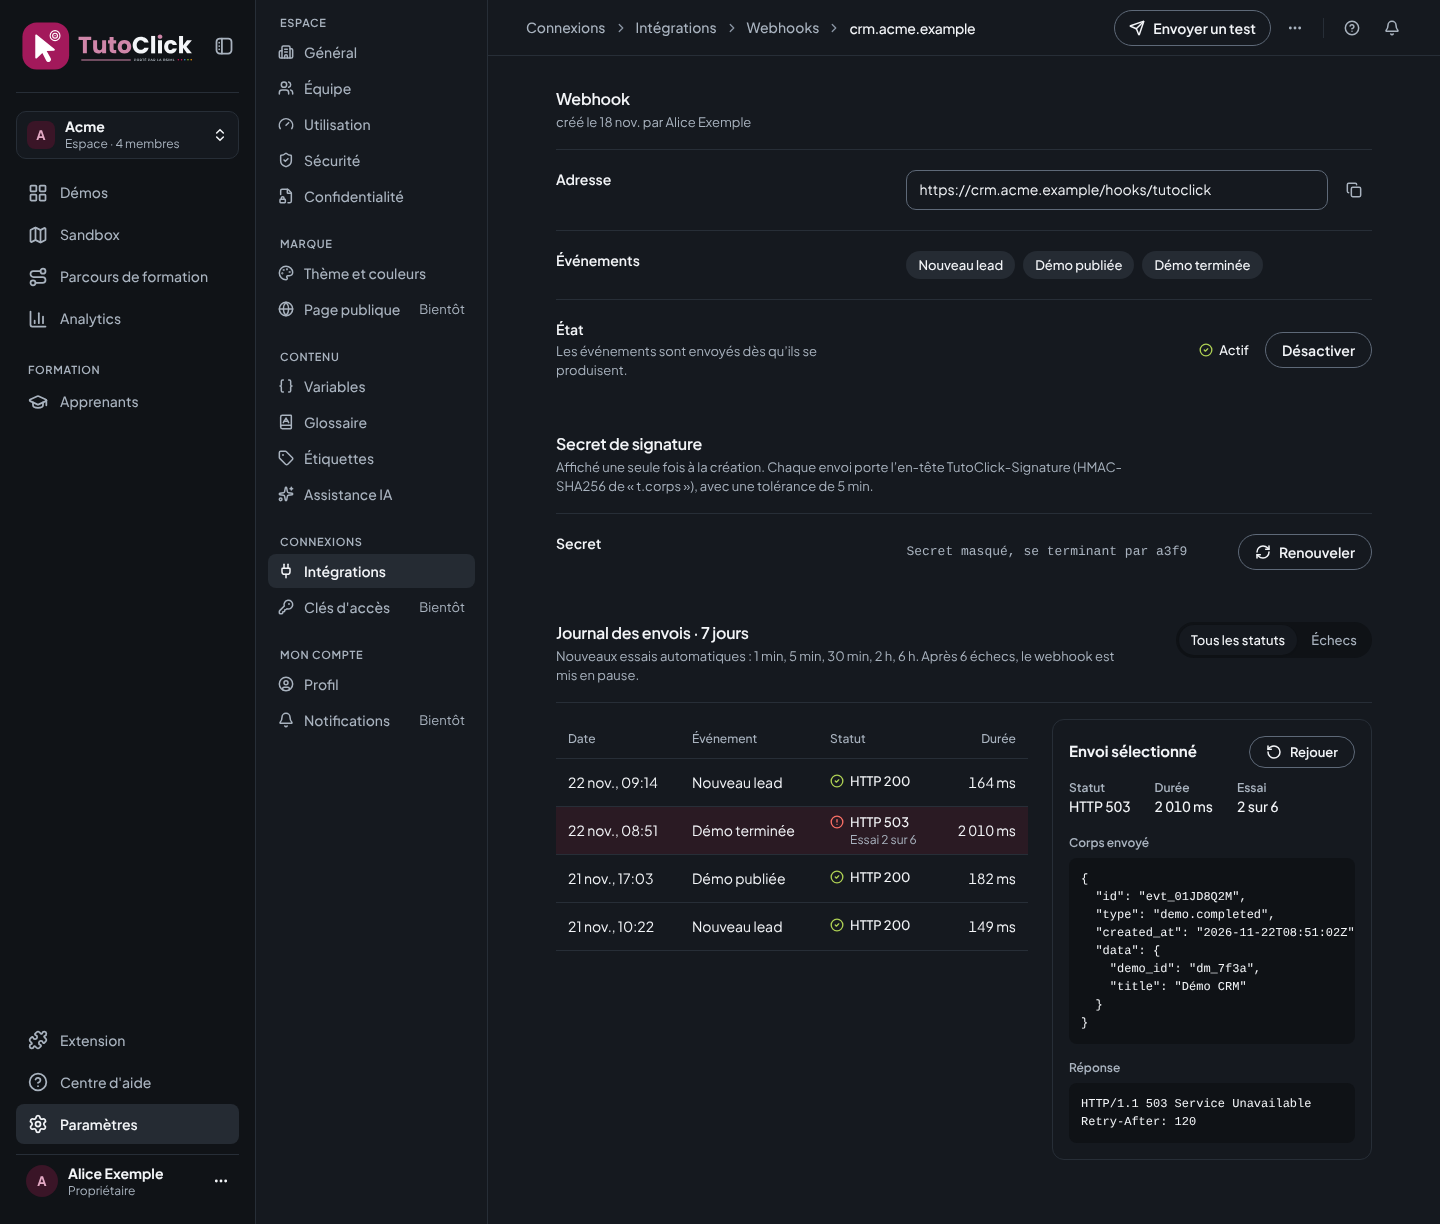 TutoClick
Acme
Espace · 4 membres
Démos
Sandbox
Parcours de formation
Analytics
FORMATION
Apprenants
Extension
Centre d'aide
Paramètres
A
Alice Exemple
Propriétaire
A
ESPACE
Général
Équipe
Utilisation
Sécurité
Confidentialité
MARQUE
Thème et couleurs
Page publique Bientôt
CONTENU
Variables
Glossaire
Étiquettes
Assistance IA
CONNEXIONS
Intégrations
Clés d'accès Bientôt
MON COMPTE
Profil
Notifications Bientôt
Connexions > Intégrations > Webhooks > crm.acme.example
Envoyer un test
Webhook
créé le 18 nov. par Alice Exemple
Adresse
https://crm.acme.example/hooks/tutoclick
Événements
Nouveau lead Démo publiée Démo terminée
État
Les événements sont envoyés dès qu'ils se
produisent.
Actif
Désactiver
Secret de signature
Affiché une seule fois à la création. Chaque envoi porte l'en-tête TutoClick-Signature (HMAC-
SHA256 de « t.corps »), avec une tolérance de 5 min.
Secret
Secret masqué, se terminant par a3f9
Renouveler
Journal des envois · 7 jours
Nouveaux essais automatiques : 1 min, 5 min, 30 min, 2 h, 6 h. Après 6 échecs, le webhook est
mis en pause.
Tous les statuts Échecs
Date Événement Statut Durée
22 nov., 09:14 Nouveau lead HTTP 200 164 ms
22 nov., 08:51 Démo terminée HTTP 503 2 010 ms
Essai 2 sur 6
21 nov., 17:03 Démo publiée HTTP 200 182 ms
21 nov., 10:22 Nouveau lead HTTP 200 149 ms
Envoi sélectionné
Rejouer
Statut Durée Essai
HTTP 503 2 010 ms 2 sur 6
Corps envoyé
{
"id": "evt_01JD8Q2M",
"type": "demo.completed",
"created_at": "2026-11-22T08:51:02Z"
"data": {
"demo_id": "dm_7f3a",
"title": "Démo CRM"
}
}
Réponse
HTTP/1.1 503 Service Unavailable
Retry-After: 120